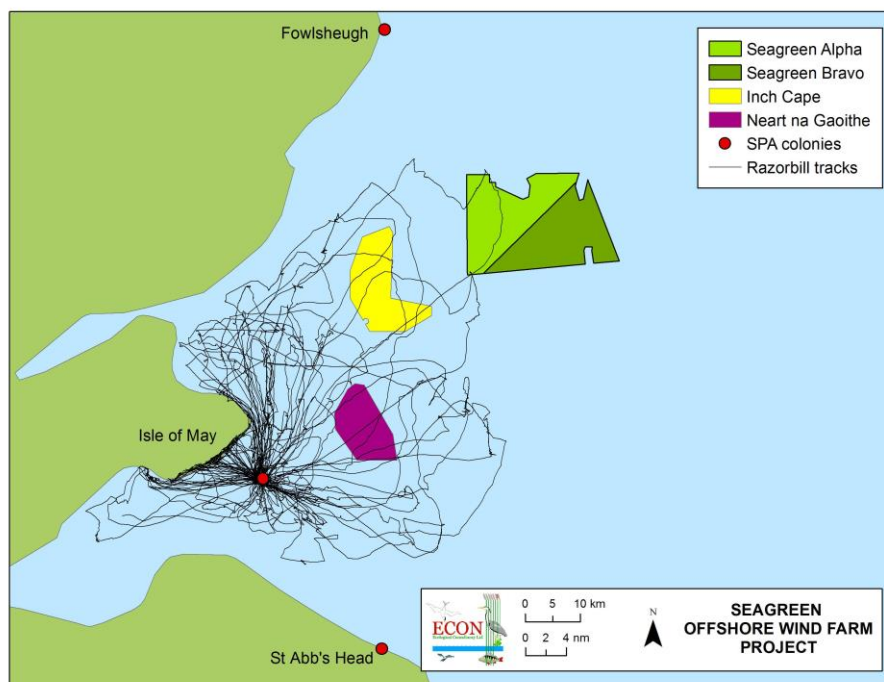 Fowlsheugh
Seagreen Alpha
Seagreen Bravo
Inch Cape
Neart na Gaoithe
SPA colonies
Razorbill tracks
Isle of May
St Abb's Head
ECON
0 5 10 km
0 2 4 nm
N
SEAGREEN
OFFSHORE WIND FARM
PROJECT